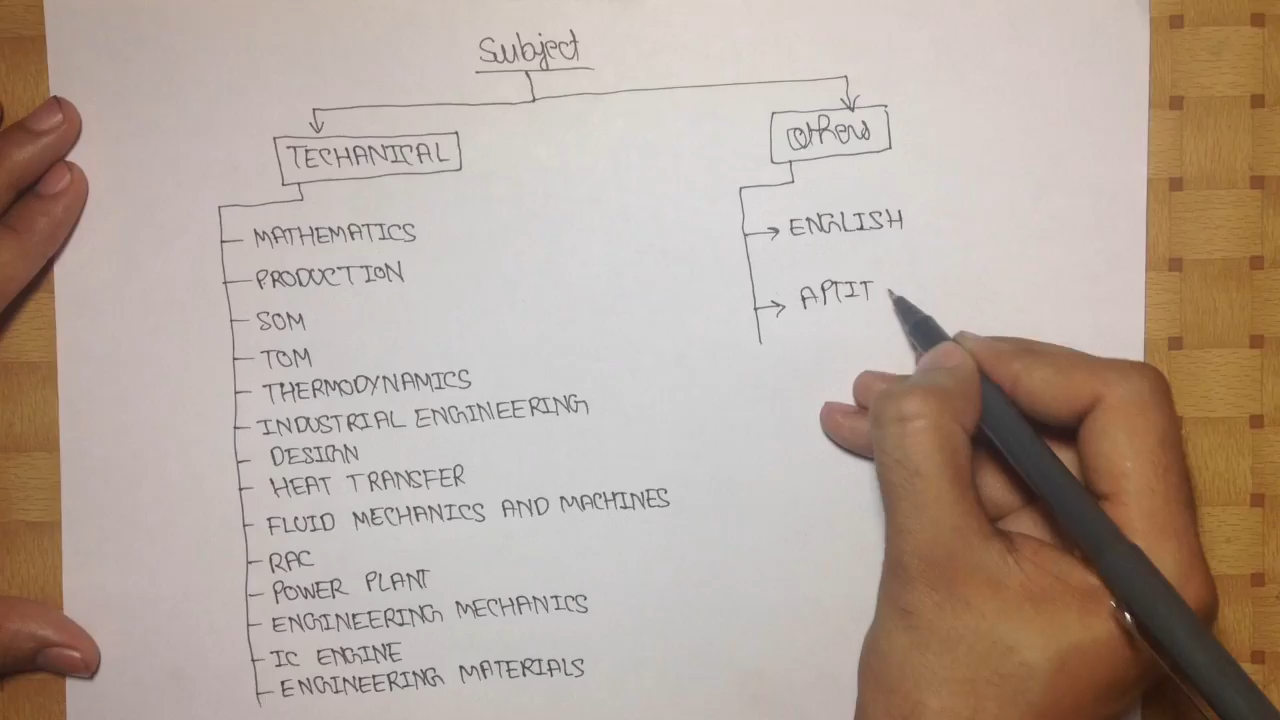 Subject
TECHANICAL
Others
MATHEMATICS
PRODUCTION
SOM
TOM
THERMODYNAMICS
INDUSTRIAL ENGINEERING
DESIGN
HEAT TRANSFER
FLUID MECHANICS AND MACHINES
RAC
POWER PLANT
ENGINEERING MECHANICS
IC ENGINE
ENGINEERING MATERIALS
ENGLISH
APTIT